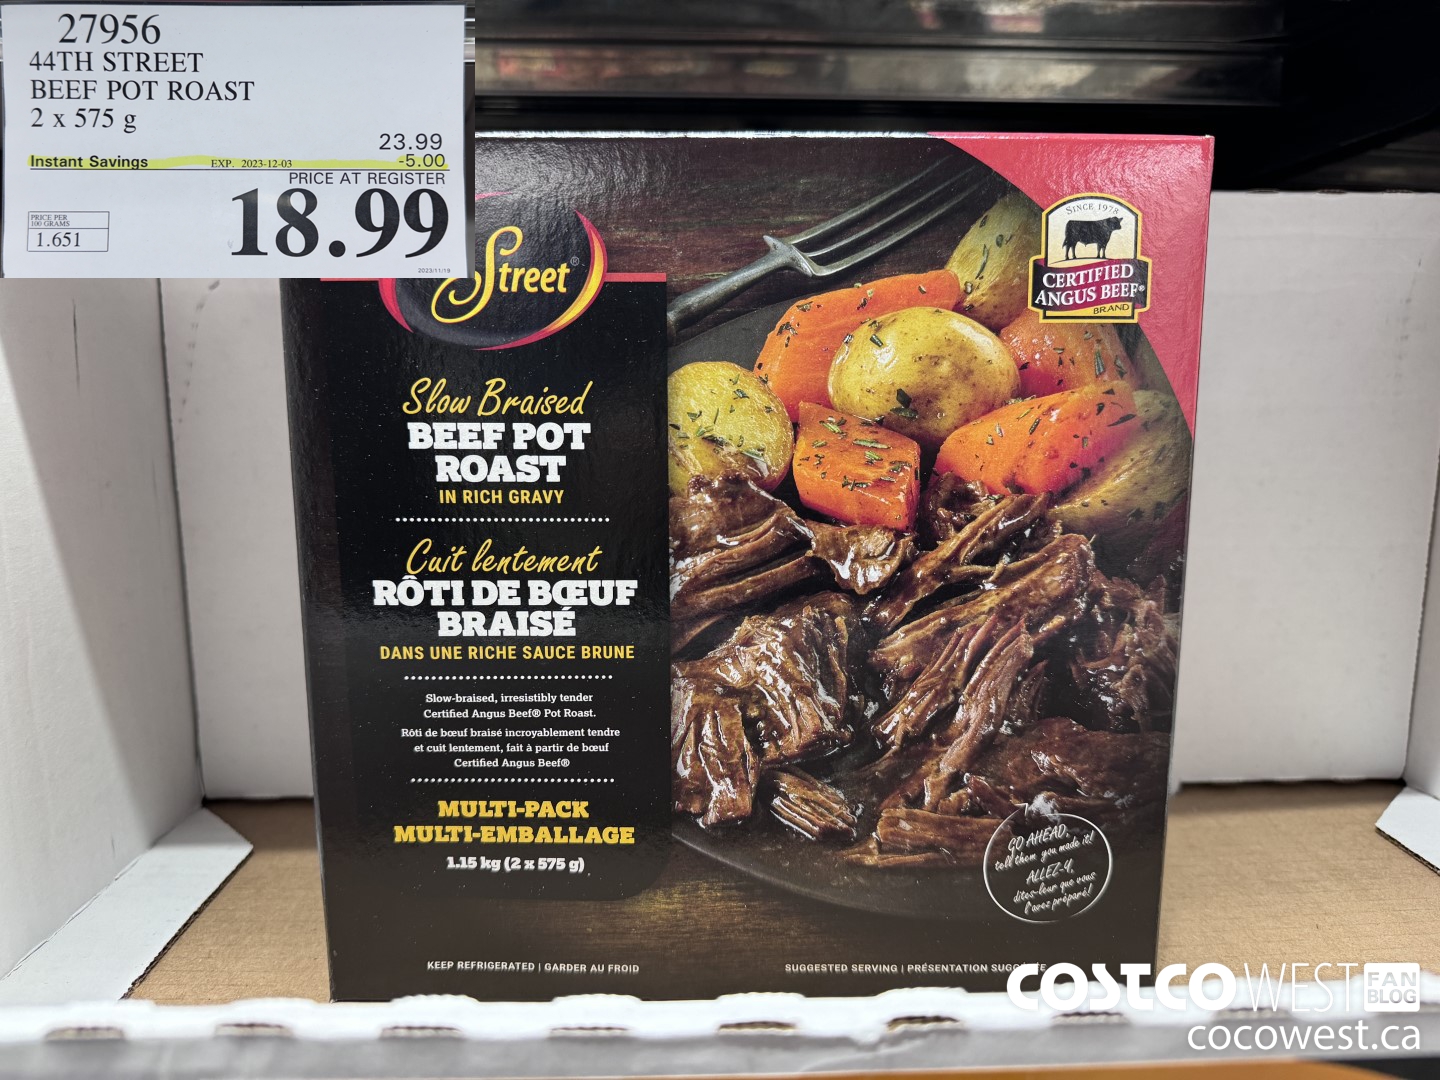 27956
44TH STREET
BEEF POT ROAST
2 x 575 g
23.99
Instant Savings EXP. 2023-12-03 -5.00
PRICE AT REGISTER
18.99
PRICE PER
100 GRAMS
1.651
2023/11/19
Street®
SINCE 1978
CERTIFIED
ANGUS BEEF®
BRAND
Slow Braised
BEEF POT
ROAST
IN RICH GRAVY
Cuit lentement
RÔTI DE BŒUF
BRAISÉ
DANS UNE RICHE SAUCE BRUNE
Slow-braised, irresistibly tender
Certified Angus Beef® Pot Roast.
Rôti de bœuf braisé incroyablement tendre
et cuit lentement, fait à partir de bœuf
Certified Angus Beef®
MULTI-PACK
MULTI-EMBALLAGE
1.15 kg (2 x 575 g)
GO AHEAD,
tell them you made it!
ALLEZ-Y,
dites-leur que vous
l'avez préparé!
KEEP REFRIGERATED | GARDER AU FROID
SUGGESTED SERVING | PRÉSENTATION
COSTCO WEST FAN
BLOG
cocowest.ca